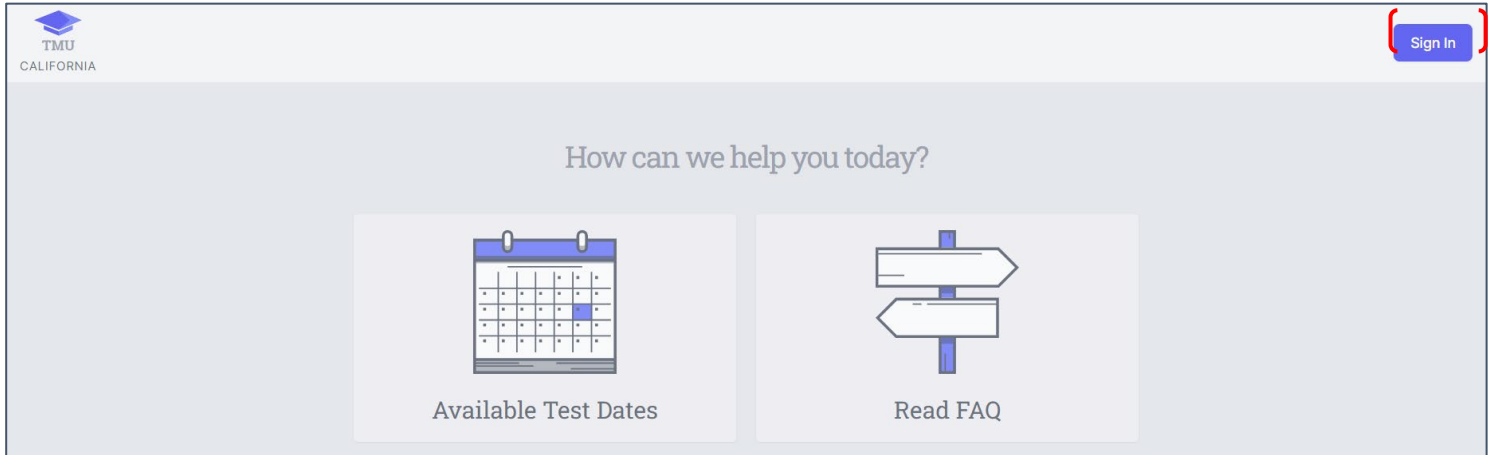 TMU
CALIFORNIA
Sign In
How can we help you today?
Available Test Dates
Read FAQ